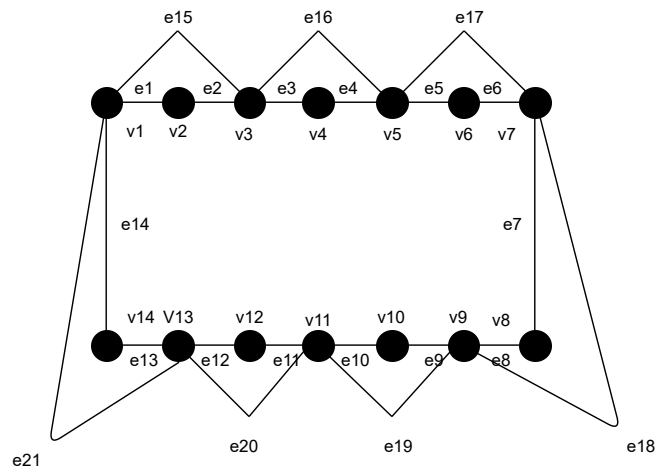 e15 e16 e17
e1 e2 e3 e4 e5 e6
v1 v2 v3 v4 v5 v6 v7
e14 e7
v14 V13 v12 v11 v10 v9 v8
e13 e12 e11 e10 e9 e8
e20 e19 e18
e21